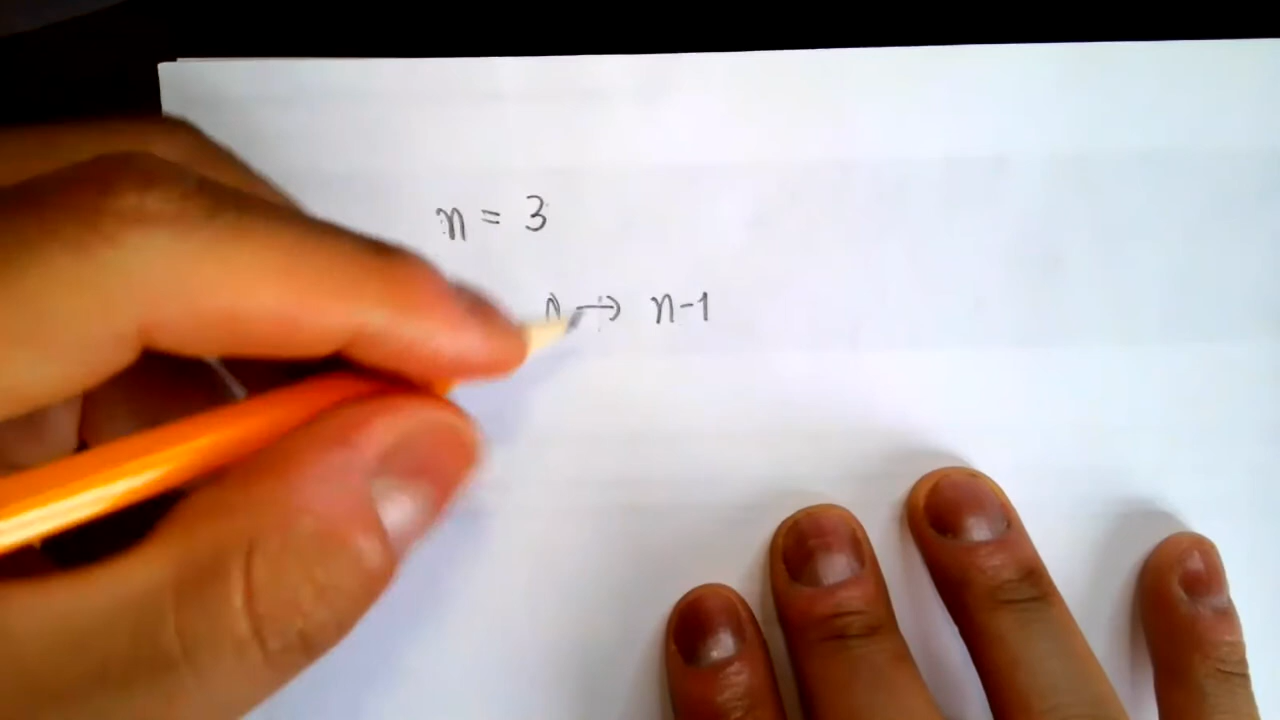 n = 3
n → n-1